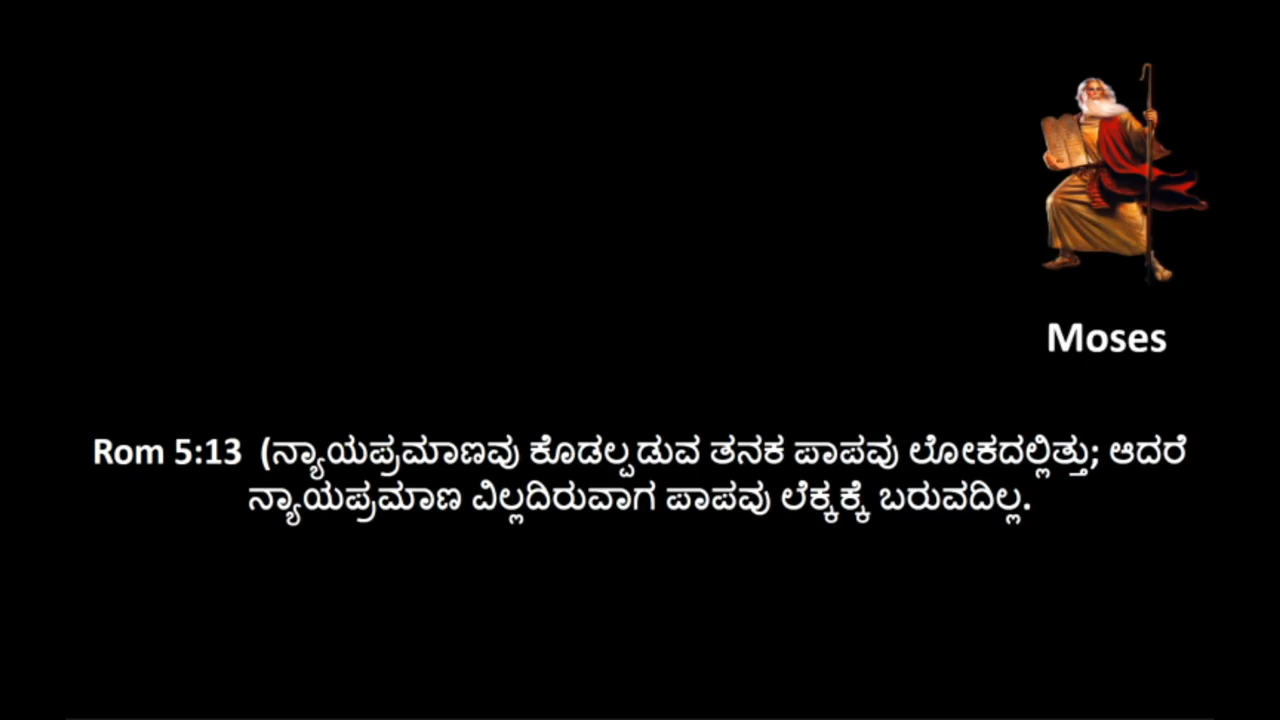 Moses
Rom 5:13 (ನ್ಯಾಯಪ್ರಮಾಣವು ಕೊಡಲ್ಪಡುವ ತನಕ ಪಾಪವು ಲೋಕದಲ್ಲಿತ್ತು; ಆದರೆ
ನ್ಯಾಯಪ್ರಮಾಣ ವಿಲ್ಲದಿರುವಾಗ ಪಾಪವು ಲೆಕ್ಕಕ್ಕೆ ಬರುವದಿಲ್ಲ.